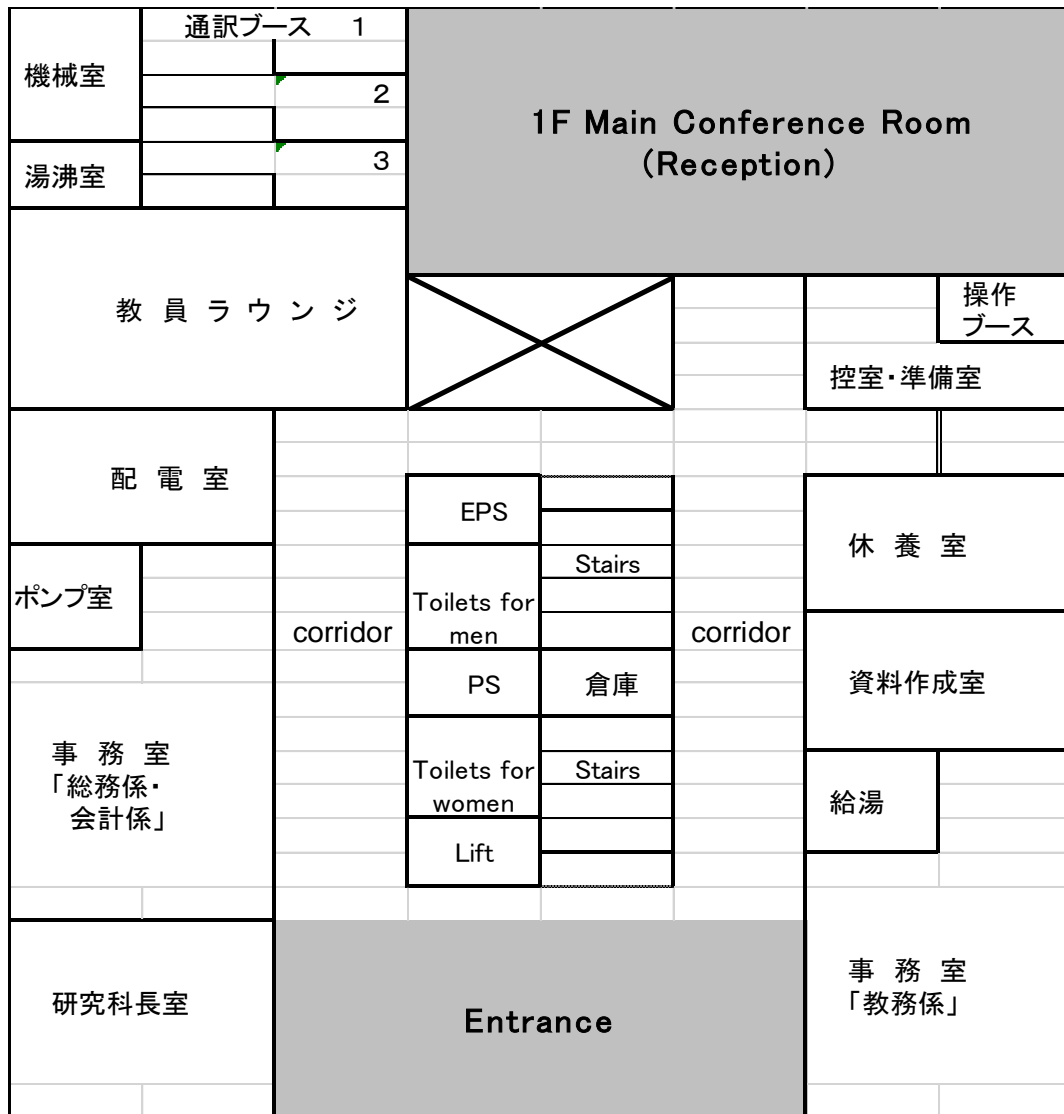 通訳ブース 1
機械室
2
1F Main Conference Room
(Reception)
3
湯沸室
教 員 ラ ウ ン ジ
操作
ブース
控室・準備室
配 電 室
EPS
休 養 室
Stairs
ポンプ室
Toilets for
men
corridor
corridor
PS
倉庫
資料作成室
事 務 室
「総務係・
会計係」
Toilets for
women
Stairs
給湯
Lift
研究科長室
Entrance
事 務 室
「教務係」